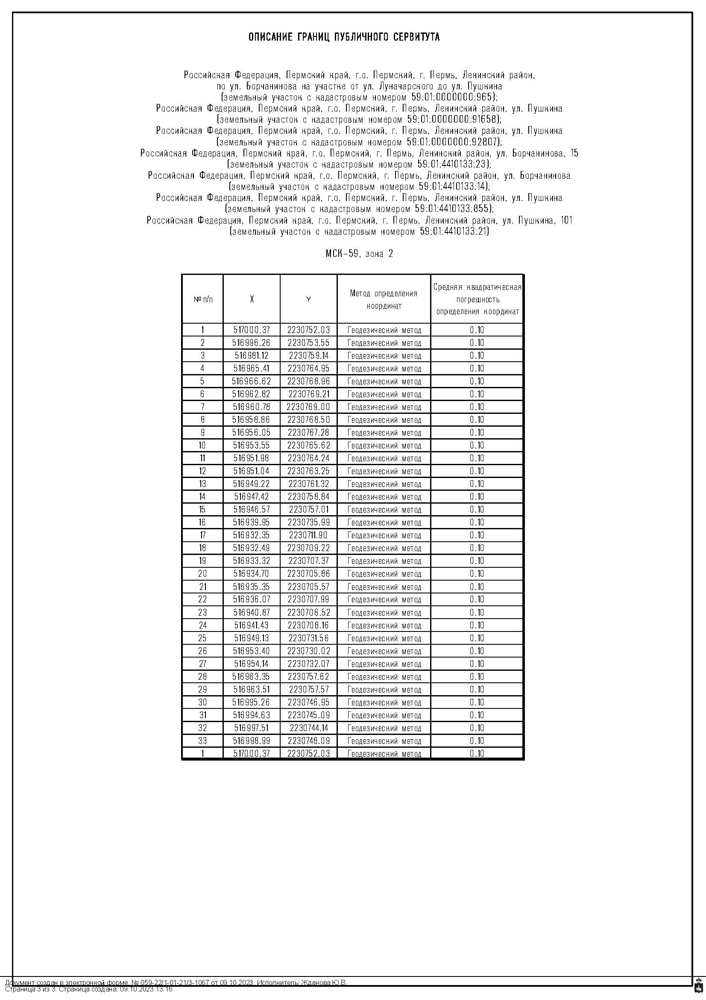 ОПИСАНИЕ ГРАНИЦ ПУБЛИЧНОГО СЕРВИТУТА
Российская Федерация, Пермский край, г.о. Пермский, г. Пермь, Ленинский район,
по ул. Борчанинова на участке от ул. Луначарского до ул. Пушкина
(земельный участок с кадастровым номером 59:01:0000000:965);
Российская Федерация, Пермский край, г.о. Пермский, г. Пермь, Ленинский район, ул. Пушкина
(земельный участок с кадастровым номером 59:01:0000000:91658);
Российская Федерация, Пермский край, г.о. Пермский, г. Пермь, Ленинский район, ул. Пушкина
(земельный участок с кадастровым номером 59:01:0000000:92807);
Российская Федерация, Пермский край, г.о. Пермский, г. Пермь, Ленинский район, ул. Борчанинова, 15
(земельный участок с кадастровым номером 59:01:4410133:23);
Российская Федерация, Пермский край, г.о. Пермский, г. Пермь, Ленинский район, ул. Борчанинова
(земельный участок с кадастровым номером 59:01:4410133:14);
Российская Федерация, Пермский край, г.о. Пермский, г. Пермь, Ленинский район, ул. Пушкина
(земельный участок с кадастровым номером 59:01:4410133:855);
Российская Федерация, Пермский край, г.о. Пермский, г. Пермь, Ленинский район, ул. Пушкина, 101
(земельный участок с кадастровым номером 59:01:4410133:21)
МСК-59, зона 2
№ п/п X Y Метод определения координат Средняя квадратическая погрешность определения координат
1 517000.37 2230752.03 Геодезический метод 0.10
2 516996.26 2230753.55 Геодезический метод 0.10
3 516981.12 2230759.14 Геодезический метод 0.10
4 516965.41 2230764.95 Геодезический метод 0.10
5 516966.62 2230768.96 Геодезический метод 0.10
6 516962.82 2230769.21 Геодезический метод 0.10
7 516960.78 2230769.00 Геодезический метод 0.10
8 516958.86 2230768.50 Геодезический метод 0.10
9 516956.05 2230767.28 Геодезический метод 0.10
10 516953.55 2230765.62 Геодезический метод 0.10
11 516951.98 2230764.24 Геодезический метод 0.10
12 516951.04 2230763.25 Геодезический метод 0.10
13 516949.22 2230761.32 Геодезический метод 0.10
14 516947.42 2230758.84 Геодезический метод 0.10
15 516946.57 2230757.01 Геодезический метод 0.10
16 516939.95 2230735.99 Геодезический метод 0.10
17 516932.35 2230711.90 Геодезический метод 0.10
18 516932.49 2230709.22 Геодезический метод 0.10
19 516933.32 2230707.37 Геодезический метод 0.10
20 516934.70 2230705.86 Геодезический метод 0.10
21 516935.35 2230705.57 Геодезический метод 0.10
22 516936.07 2230707.99 Геодезический метод 0.10
23 516940.87 2230706.52 Геодезический метод 0.10
24 516941.43 2230708.16 Геодезический метод 0.10
25 516949.13 2230731.56 Геодезический метод 0.10
26 516953.40 2230730.02 Геодезический метод 0.10
27 516954.14 2230732.07 Геодезический метод 0.10
28 516963.35 2230757.62 Геодезический метод 0.10
29 516963.51 2230757.57 Геодезический метод 0.10
30 516995.26 2230746.95 Геодезический метод 0.10
31 516994.63 2230745.09 Геодезический метод 0.10
32 516997.51 2230744.14 Геодезический метод 0.10
33 516998.99 2230748.09 Геодезический метод 0.10
1 517000.37 2230752.03 Геодезический метод 0.10
Документ создан в электронной форме. № 059-22/1-01-21/3-1067 от 09.10.2023. Исполнитель: Жданова Ю.В.
Страница 3 из 3. Страница создана: 09.10.2023 13:16